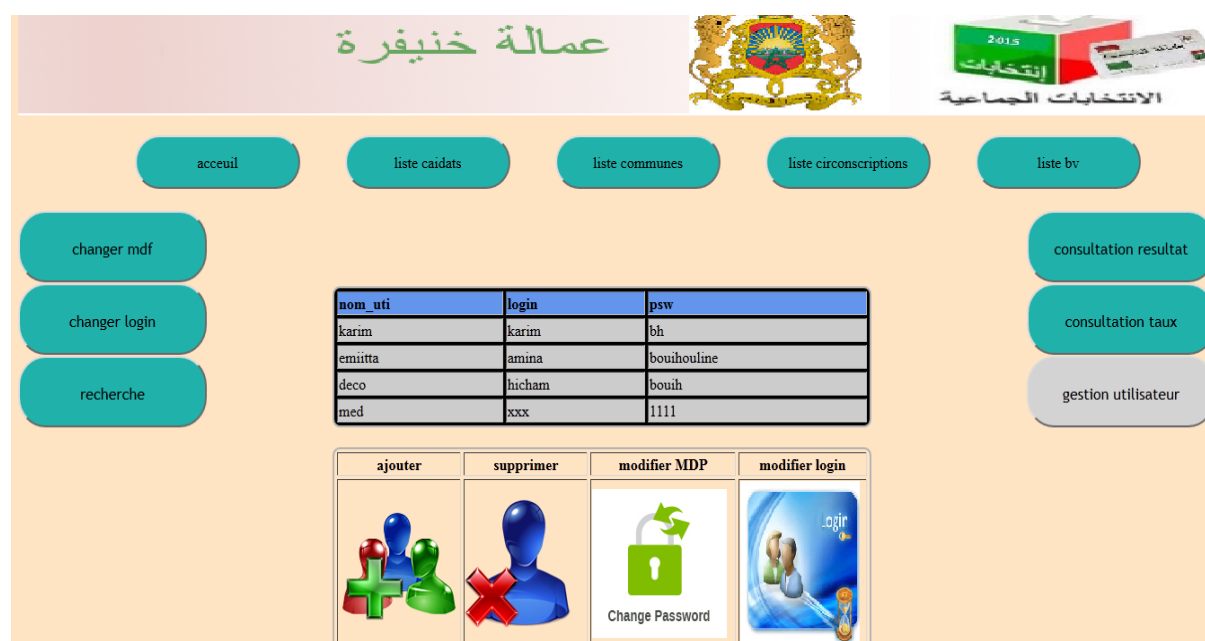 عمالة خنيفرة
2015
إنتخابات
الانتخابات الجماعية
acceuil
liste caidats
liste communes
liste circonscriptions
liste bv
changer mdf
changer login
recherche
consultation resultat
consultation taux
gestion utilisateur
nom_uti login psw
karim karim bh
emiitta amina bouihouline
deco hicham bouih
med xxx 1111
ajouter supprimer modifier MDP modifier login
Change Password
Login